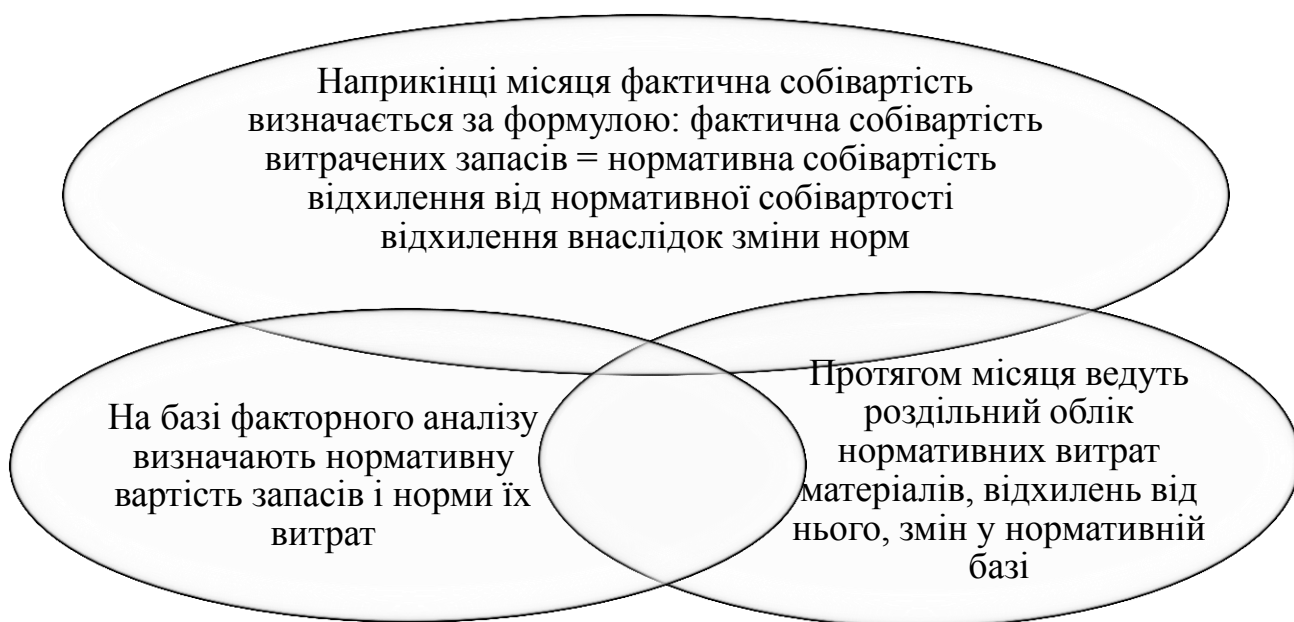 Наприкінці місяця фактична собівартість
визначається за формулою: фактична собівартість
витрачених запасів = нормативна собівартість
відхилення від нормативної собівартості
відхилення внаслідок зміни норм
На базі факторного аналізу
визначають нормативну
вартість запасів і норми їх
витрат
Протягом місяця ведуть
роздільний облік
нормативних витрат
матеріалів, відхилень від
нього, змін у нормативній
базі